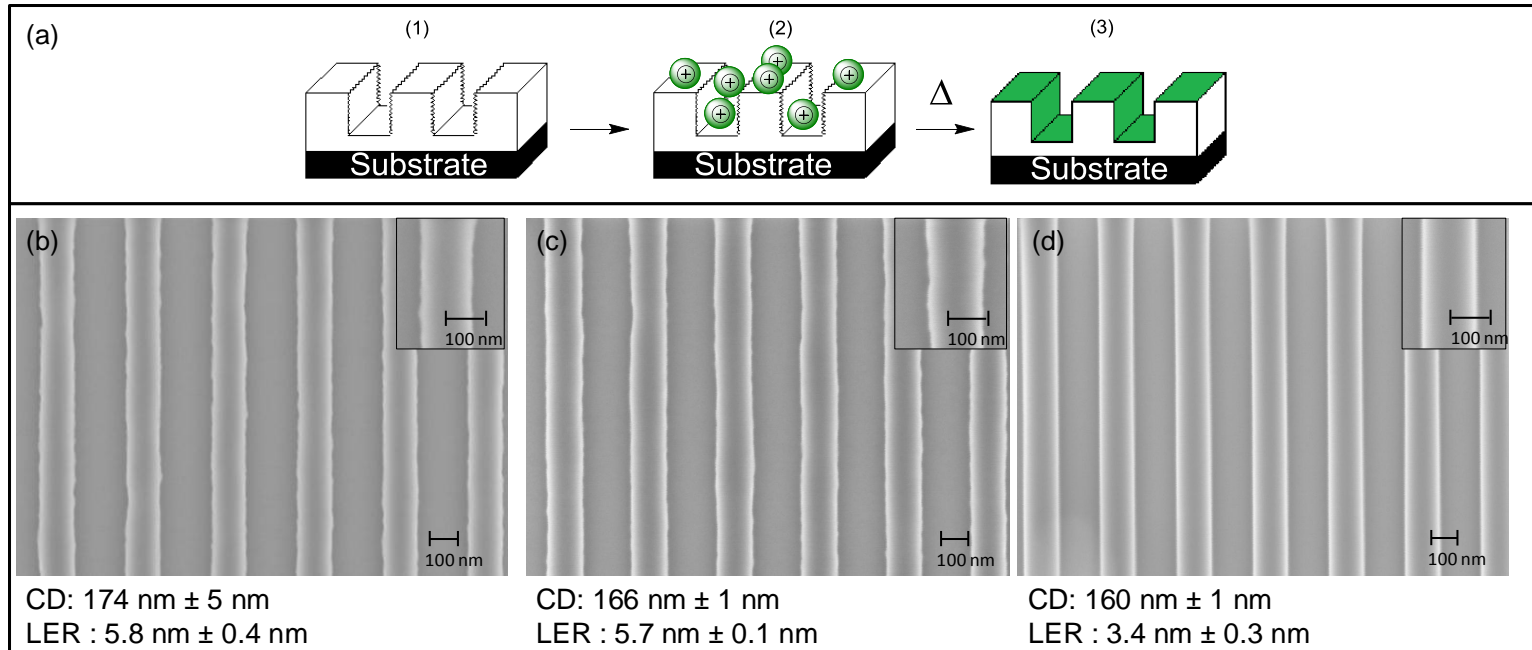 (a)
(1)
(2)
(3)
+
+
+
+
+
+
+
Δ
Substrate
Substrate
Substrate
(b)
100 nm
100 nm
(c)
100 nm
100 nm
(d)
100 nm
100 nm
CD: 174 nm ± 5 nm
LER : 5.8 nm ± 0.4 nm
CD: 166 nm ± 1 nm
LER : 5.7 nm ± 0.1 nm
CD: 160 nm ± 1 nm
LER : 3.4 nm ± 0.3 nm